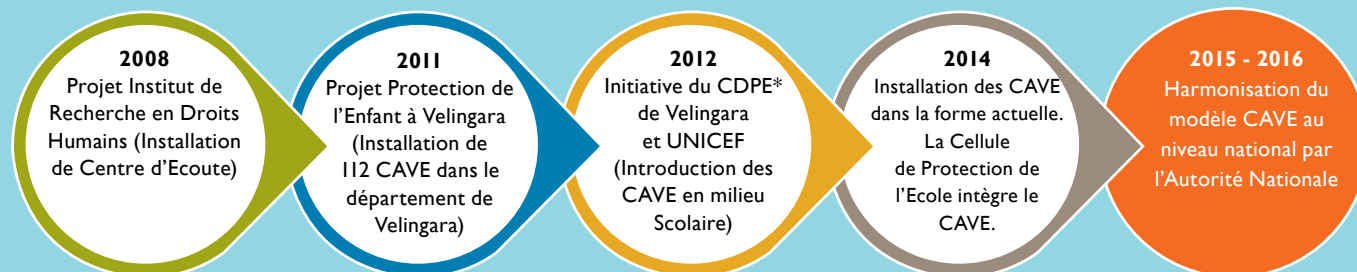 2008
Projet Institut de
Recherche en Droits
Humains (Installation
de Centre d’Ecoute)
2011
Projet Protection de
l’Enfant à Velingara
(Installation de
112 CAVE dans le
département de
Velingara)
2012
Initiative du CDPE*
de Velingara
et UNICEF
(Introduction des
CAVE en milieu
Scolaire)
2014
Installation des CAVE
dans la forme actuelle.
La Cellule
de Protection de
l’Ecole intègre le
CAVE.
2015 - 2016
Harmonisation du
modèle CAVE au
niveau national par
l’Autorité Nationale